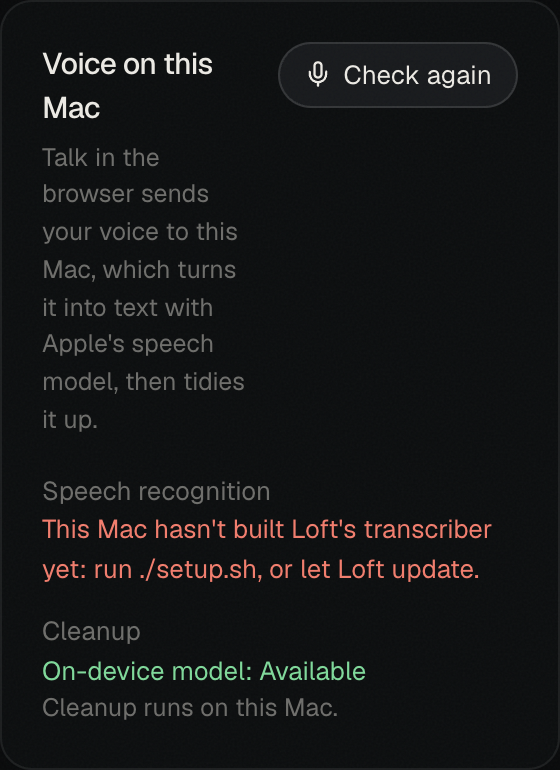 Voice on this
Mac
Check again
Talk in the
browser sends
your voice to this
Mac, which turns
it into text with
Apple's speech
model, then tidies
it up.
Speech recognition
This Mac hasn't built Loft's transcriber
yet: run ./setup.sh, or let Loft update.
Cleanup
On-device model: Available
Cleanup runs on this Mac.